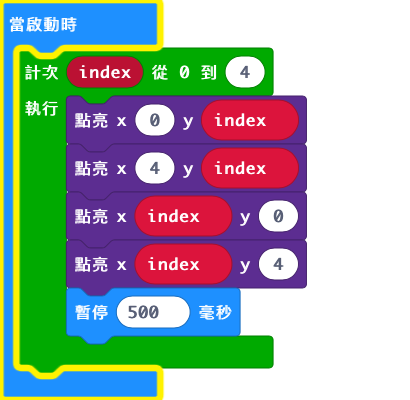 當啟動時
計次 index 從 0 到 4
執行
點亮 x 0 y index
點亮 x 4 y index
點亮 x index y 0
點亮 x index y 4
暫停 500 毫秒